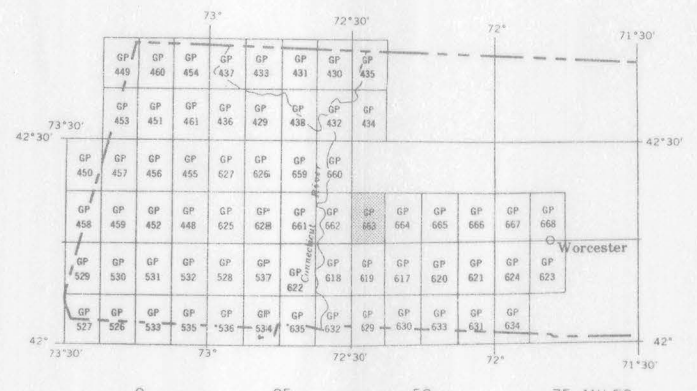 73° 72°30' 72° 71°30'
GP GP GP GP GP GP GP GP
449 460 454 437 433 431 430 435
GP GP GP GP GP GP GP GP
453 451 461 436 429 438 432 434
73°30'
42°30' 42°30'
GP GP GP GP GP GP GP GP
450 457 456 455 627 626 659 660
GP GP GP GP GP GP GP GP GP GP GP GP GP GP
458 459 452 448 625 628 661 662 663 664 665 666 667 668
Connecticut River
Worcester
GP GP GP GP GP GP GP GP GP GP GP GP GP GP
529 530 531 532 528 537 622 618 619 617 620 621 624 623
GP GP GP GP GP GP GP GP GP GP GP GP GP
527 526 533 535 536 534 635 632 629 630 633 631 634
42° 42°
73°30' 73° 72°30' 72° 71°30'